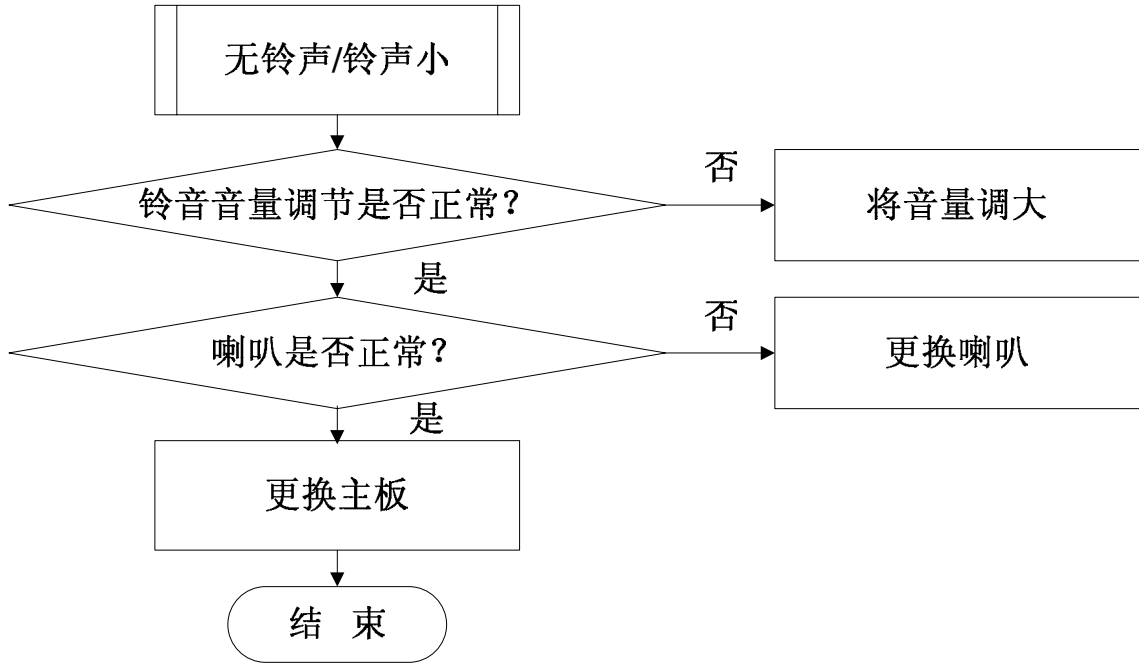 无铃声/铃声小
铃音音量调节是否正常？
否
将音量调大
是
喇叭是否正常？
否
更换喇叭
是
更换主板
结 束